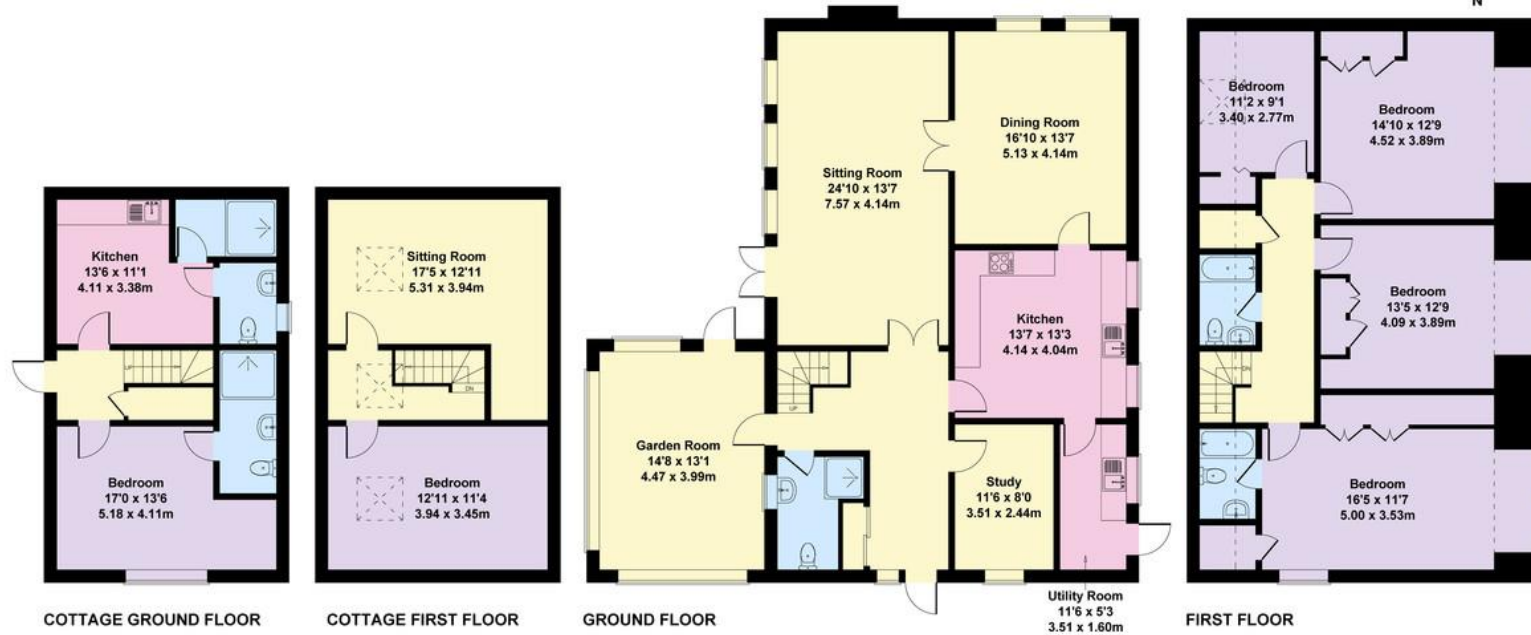 N
Kitchen
13'6 x 11'1
4.11 x 3.38m
UP
Bedroom
17'0 x 13'6
5.18 x 4.11m
COTTAGE GROUND FLOOR
Sitting Room
17'5 x 12'11
5.31 x 3.94m
DN
Bedroom
12'11 x 11'4
3.94 x 3.45m
COTTAGE FIRST FLOOR
Sitting Room
24'10 x 13'7
7.57 x 4.14m
Dining Room
16'10 x 13'7
5.13 x 4.14m
Kitchen
13'7 x 13'3
4.14 x 4.04m
UP
Garden Room
14'8 x 13'1
4.47 x 3.99m
Study
11'6 x 8'0
3.51 x 2.44m
Utility Room
11'6 x 5'3
3.51 x 1.60m
GROUND FLOOR
Bedroom
11'2 x 9'1
3.40 x 2.77m
Bedroom
14'10 x 12'9
4.52 x 3.89m
Bedroom
13'5 x 12'9
4.09 x 3.89m
DN
Bedroom
16'5 x 11'7
5.00 x 3.53m
FIRST FLOOR